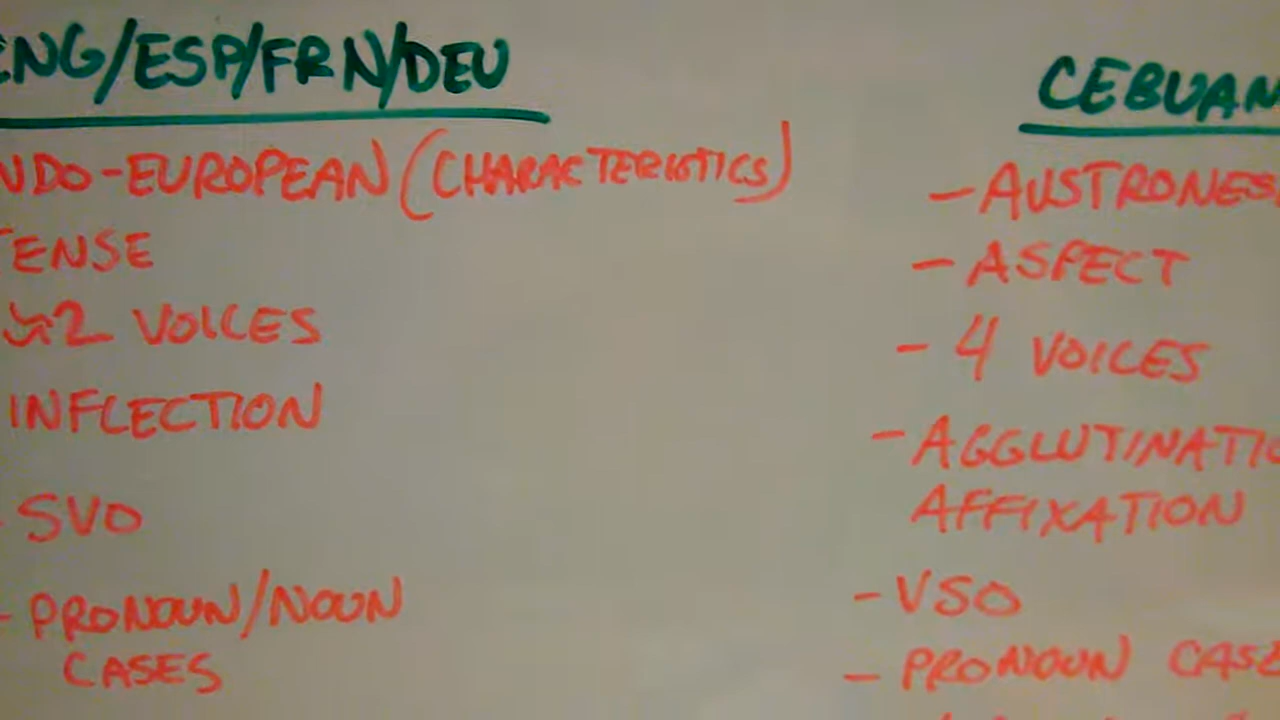 ENG/ESP/FRN/DEU
NDO-EUROPEAN (CHARACTERISTICS)
TENSE
≈2 VOICES
INFLECTION
- SVO
- PRONOUN/NOUN
CASES
CEBUAN
- AUSTRONES
- ASPECT
- 4 VOICES
- AGGLUTINATIO
AFFIXATION
- VSO
- PRONOUN CASE